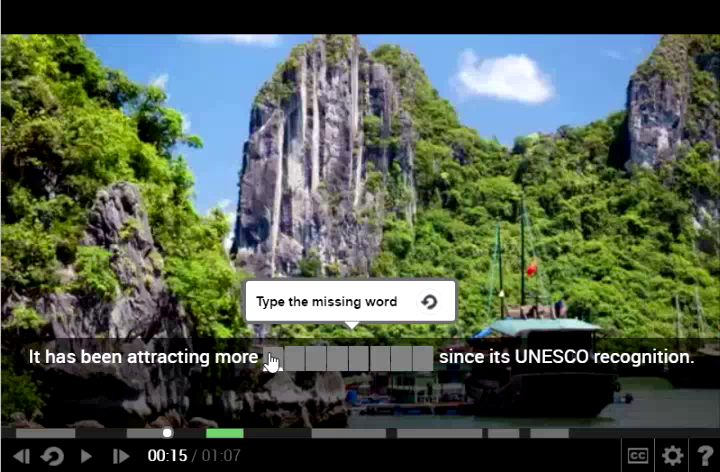 Type the missing word
It has been attracting more since its UNESCO recognition.
00:15 / 01:07 CC ?